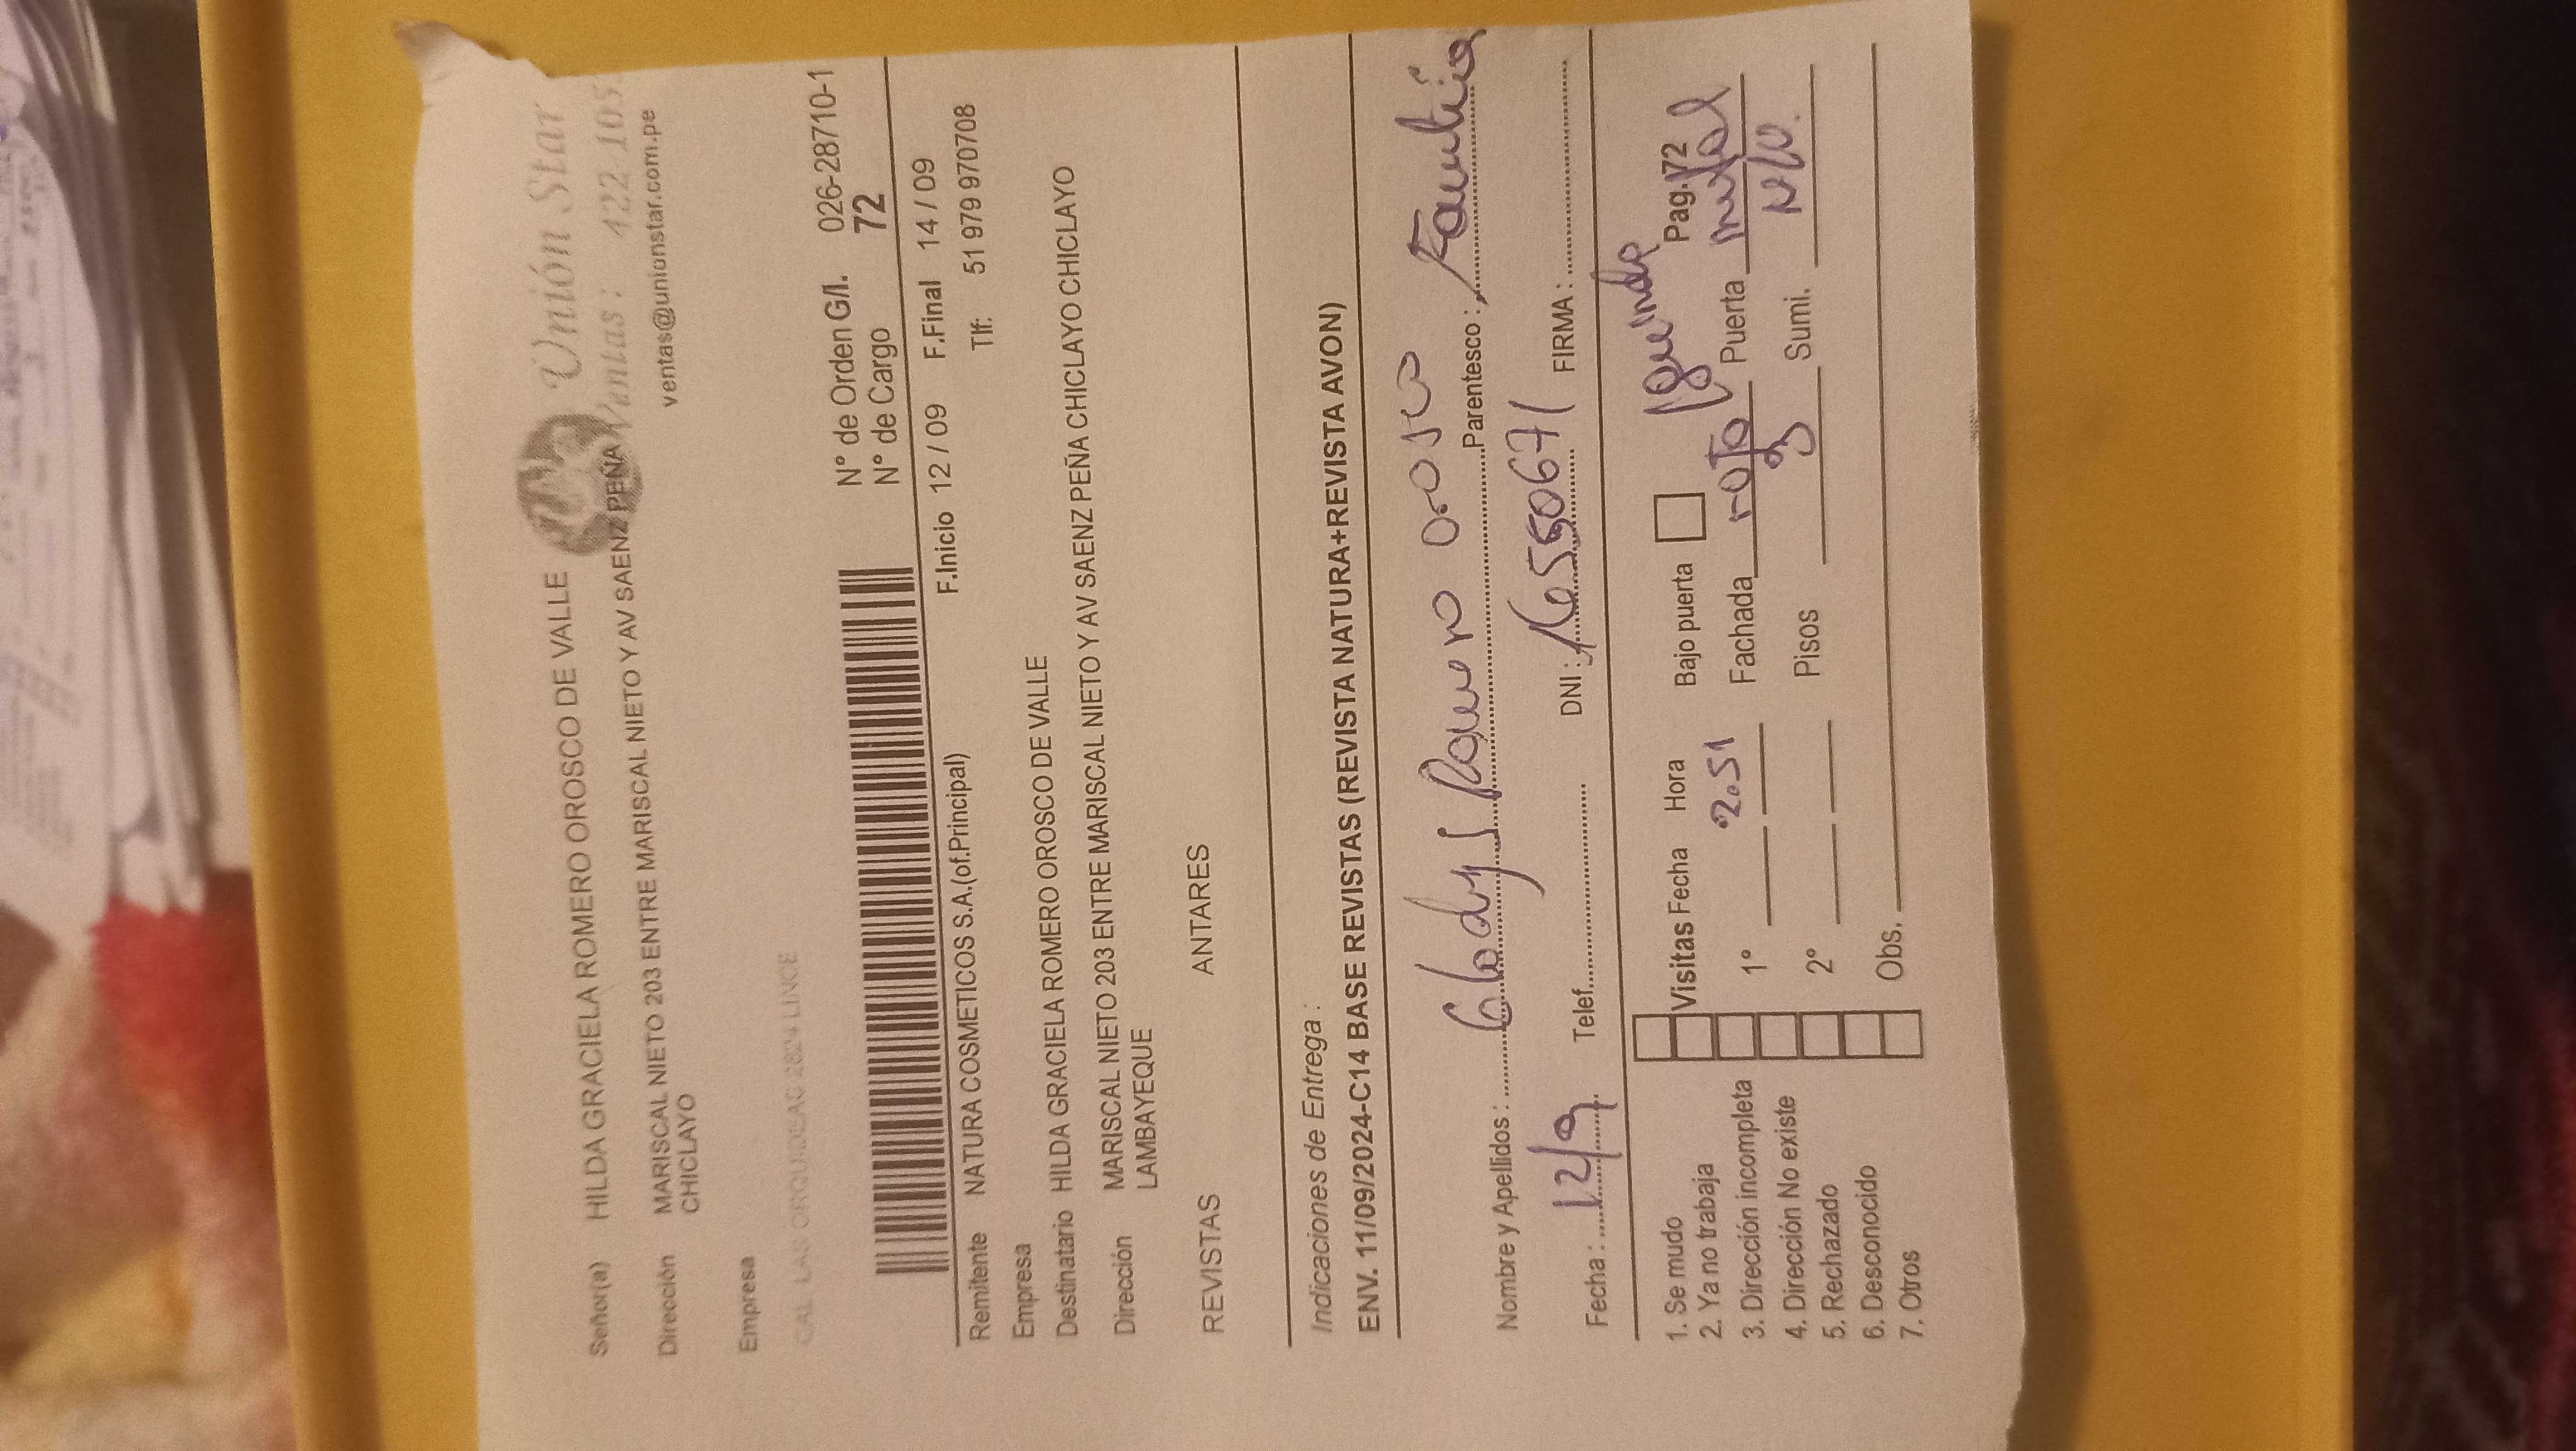 Unión Star
Ventas: 422-105
ventas@unionstar.com.pe
Señor(a) HILDA GRACIELA ROMERO OROSCO DE VALLE
Dirección MARISCAL NIETO 203 ENTRE MARISCAL NIETO Y AV SAENZ PEÑA
CHICLAYO
Empresa
CAL. LAS ORQUIDEAS 2624 LINCE
N° de Orden G/I. 026-28710-1
N° de Cargo 72
Remitente NATURA COSMETICOS S.A.(of.Principal) F.Inicio 12 / 09 F.Final 14 / 09
Empresa Tlf: 51 979 970708
Destinatario HILDA GRACIELA ROMERO OROSCO DE VALLE
Dirección MARISCAL NIETO 203 ENTRE MARISCAL NIETO Y AV SAENZ PEÑA CHICLAYO CHICLAYO CHICLAYO
LAMBAYEQUE
REVISTAS ANTARES
Indicaciones de Entrega :
ENV. 11/09/2024-C14 BASE REVISTAS (REVISTA NATURA+REVISTA AVON)
Nombre y Apellidos : Gladys Romero Orosco Parentesco :
Fecha : 12/9 Telef. DNI : 16550671 FIRMA :
1. Se mudo
2. Ya no trabaja
3. Dirección incompleta
4. Dirección No existe
5. Rechazado
6. Desconocido
7. Otros
Visitas Fecha Hora Bajo puerta Pag.72
1° 2.51 Fachada Puerta metal
2° Pisos 3 Sumi. N/V.
Obs.